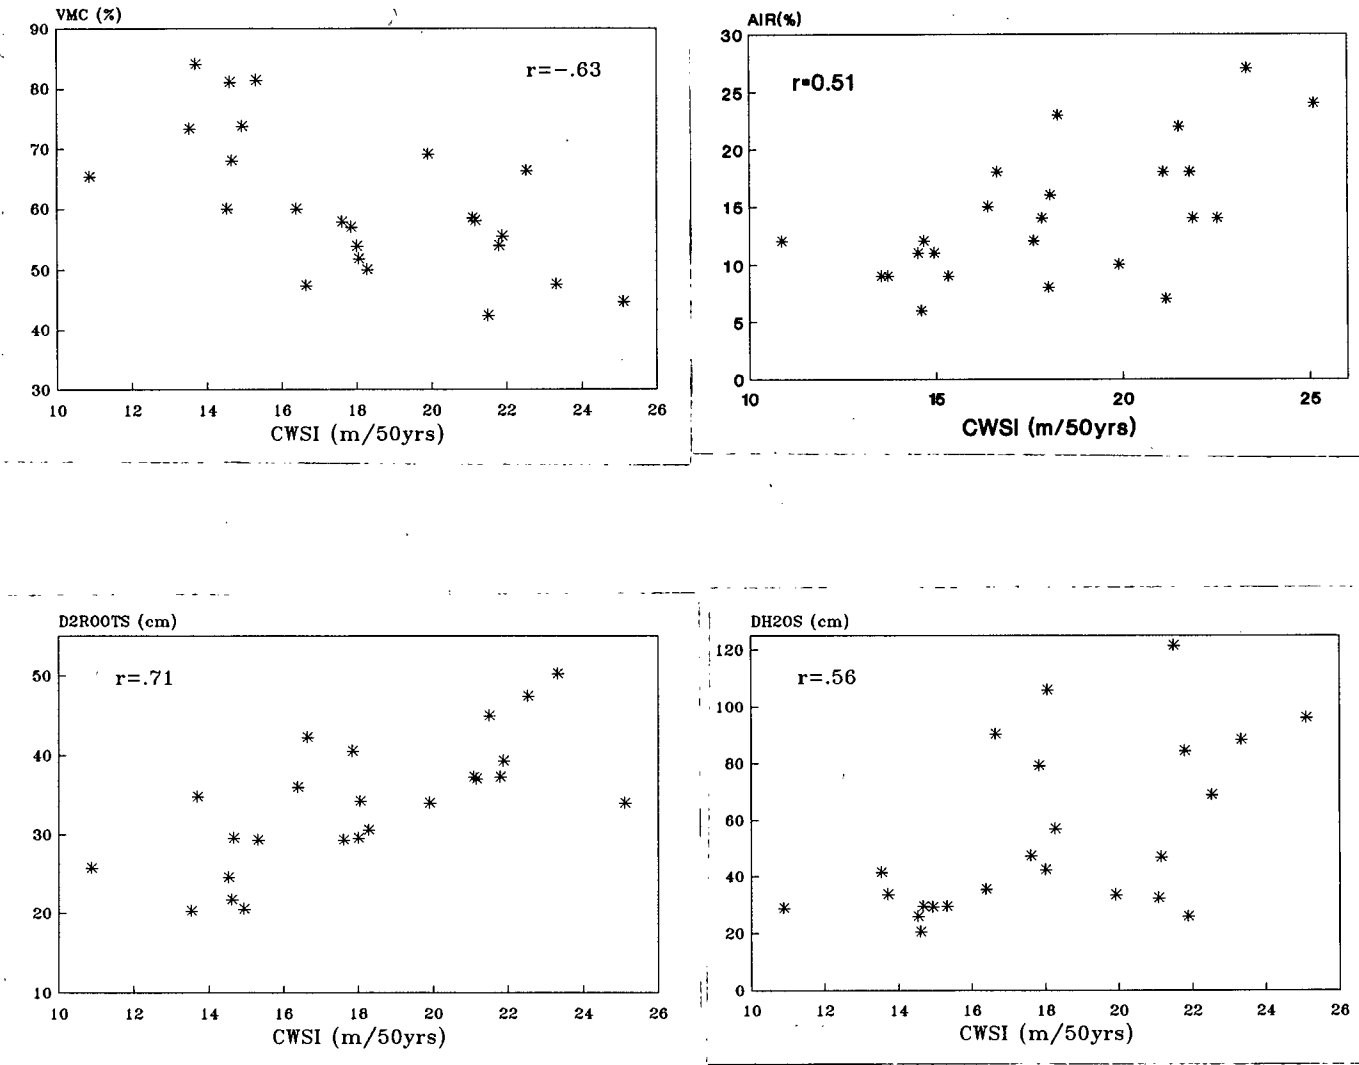 VMC (%)
90
80
70
60
50
40
30
r=-.63
10 12 14 16 18 20 22 24 26
CWSI (m/50yrs)
AIR(%)
30
25
20
15
10
5
0
r=0.51
10 15 20 25
CWSI (m/50yrs)
D2ROOTS (cm)
50
40
30
20
10
r=.71
10 12 14 16 18 20 22 24 26
CWSI (m/50yrs)
DH2OS (cm)
120
100
80
60
40
20
0
r=.56
10 12 14 16 18 20 22 24 26
CWSI (m/50yrs)